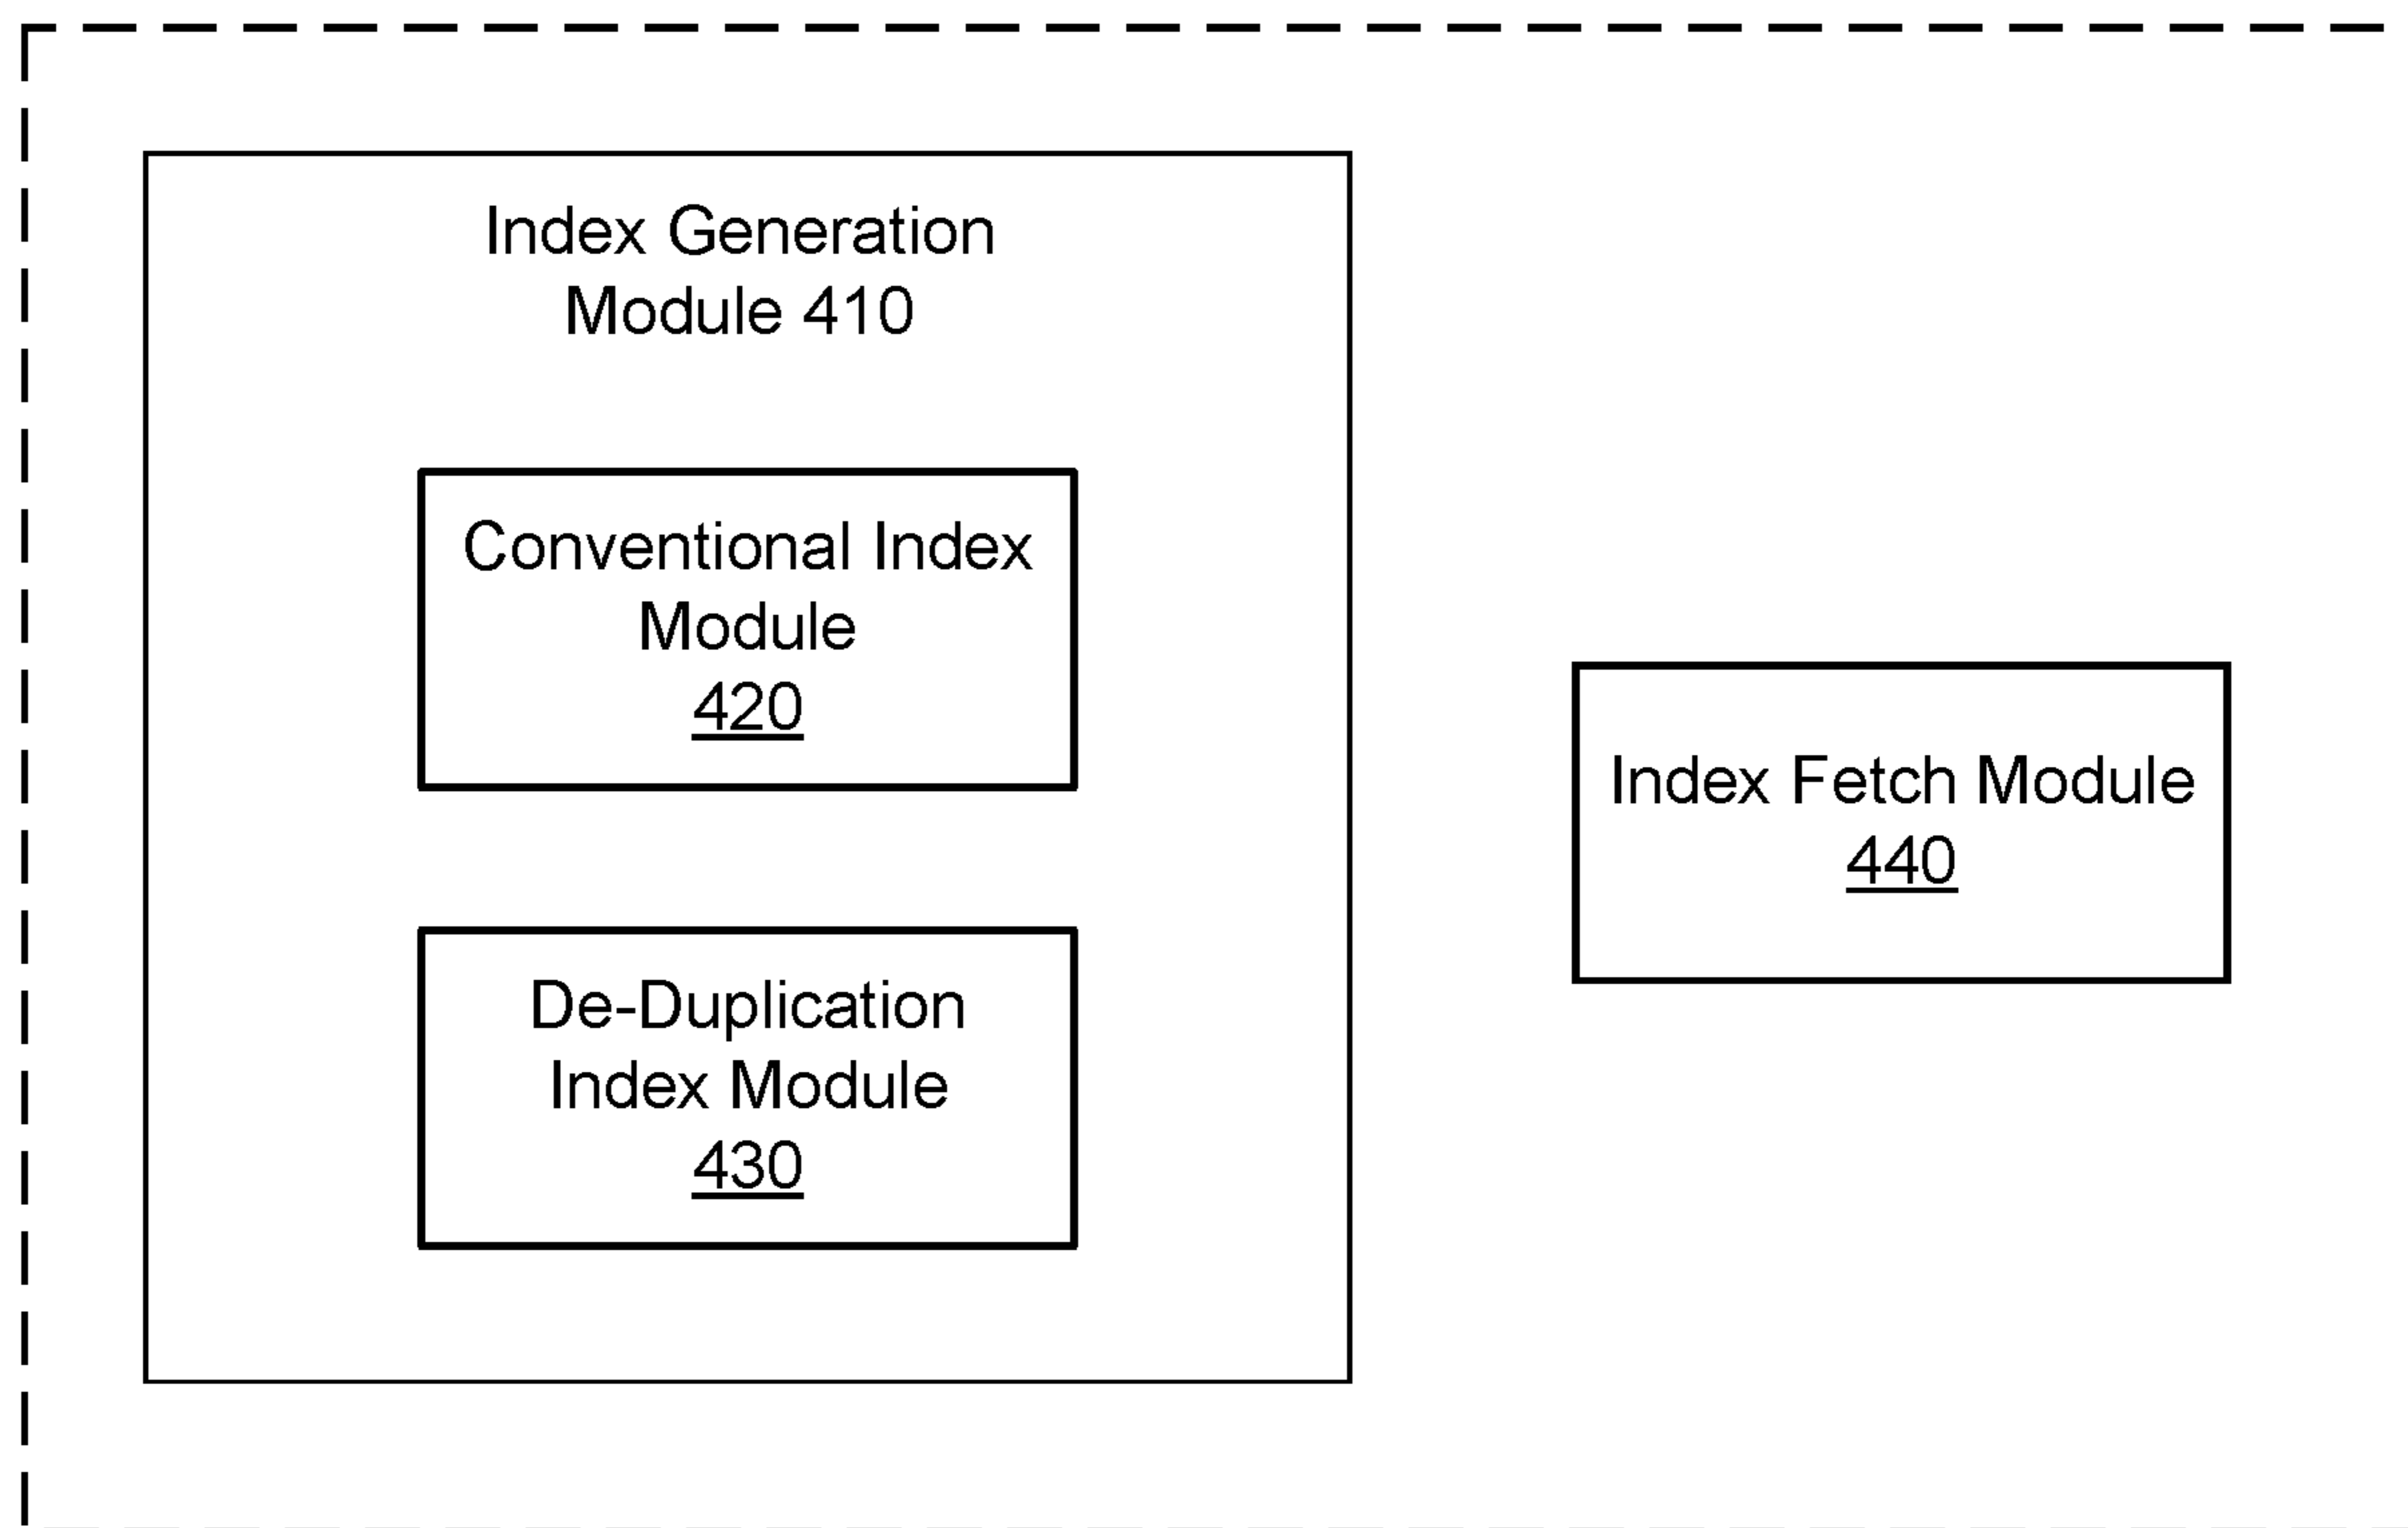 Index Generation
Module 410
Conventional Index
Module
420
De-Duplication
Index Module
430
Index Fetch Module
440